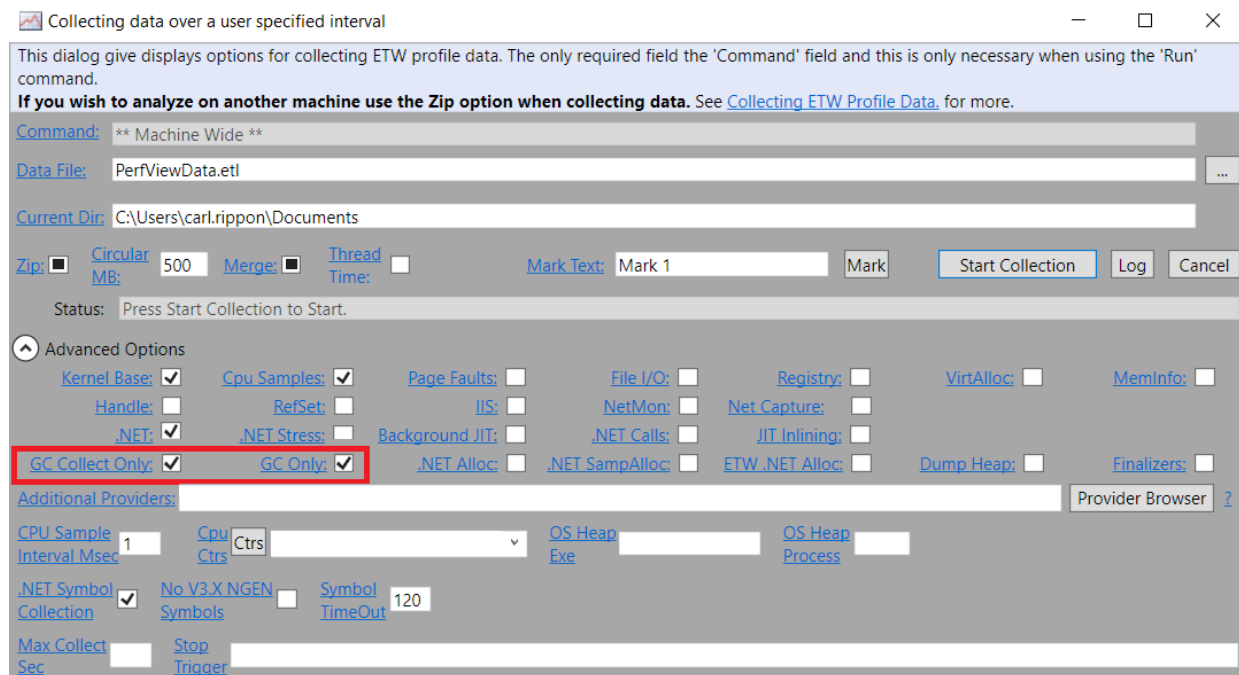 Collecting data over a user specified interval
This dialog give displays options for collecting ETW profile data. The only required field the 'Command' field and this is only necessary when using the 'Run'
command.
If you wish to analyze on another machine use the Zip option when collecting data. See Collecting ETW Profile Data. for more.
Command: ** Machine Wide **
Data File: PerfViewData.etl ...
Current Dir: C:\Users\carl.rippon\Documents
Zip: Circular MB: 500 Merge: Thread Time: Mark Text: Mark 1 Mark Start Collection Log Cancel
Status: Press Start Collection to Start.
Advanced Options
Kernel Base: Cpu Samples: Page Faults: File I/O: Registry: VirtAlloc: MemInfo:
Handle: RefSet: IIS: NetMon: Net Capture:
.NET: .NET Stress: Background JIT: .NET Calls: JIT Inlining:
GC Collect Only: GC Only: .NET Alloc: .NET SampAlloc: ETW .NET Alloc: Dump Heap: Finalizers:
Additional Providers: Provider Browser ?
CPU Sample Interval Msec 1 Cpu Ctrs Ctrs OS Heap Exe OS Heap Process
.NET Symbol Collection No V3.X NGEN Symbols Symbol TimeOut 120
Max Collect Sec Stop Trigger